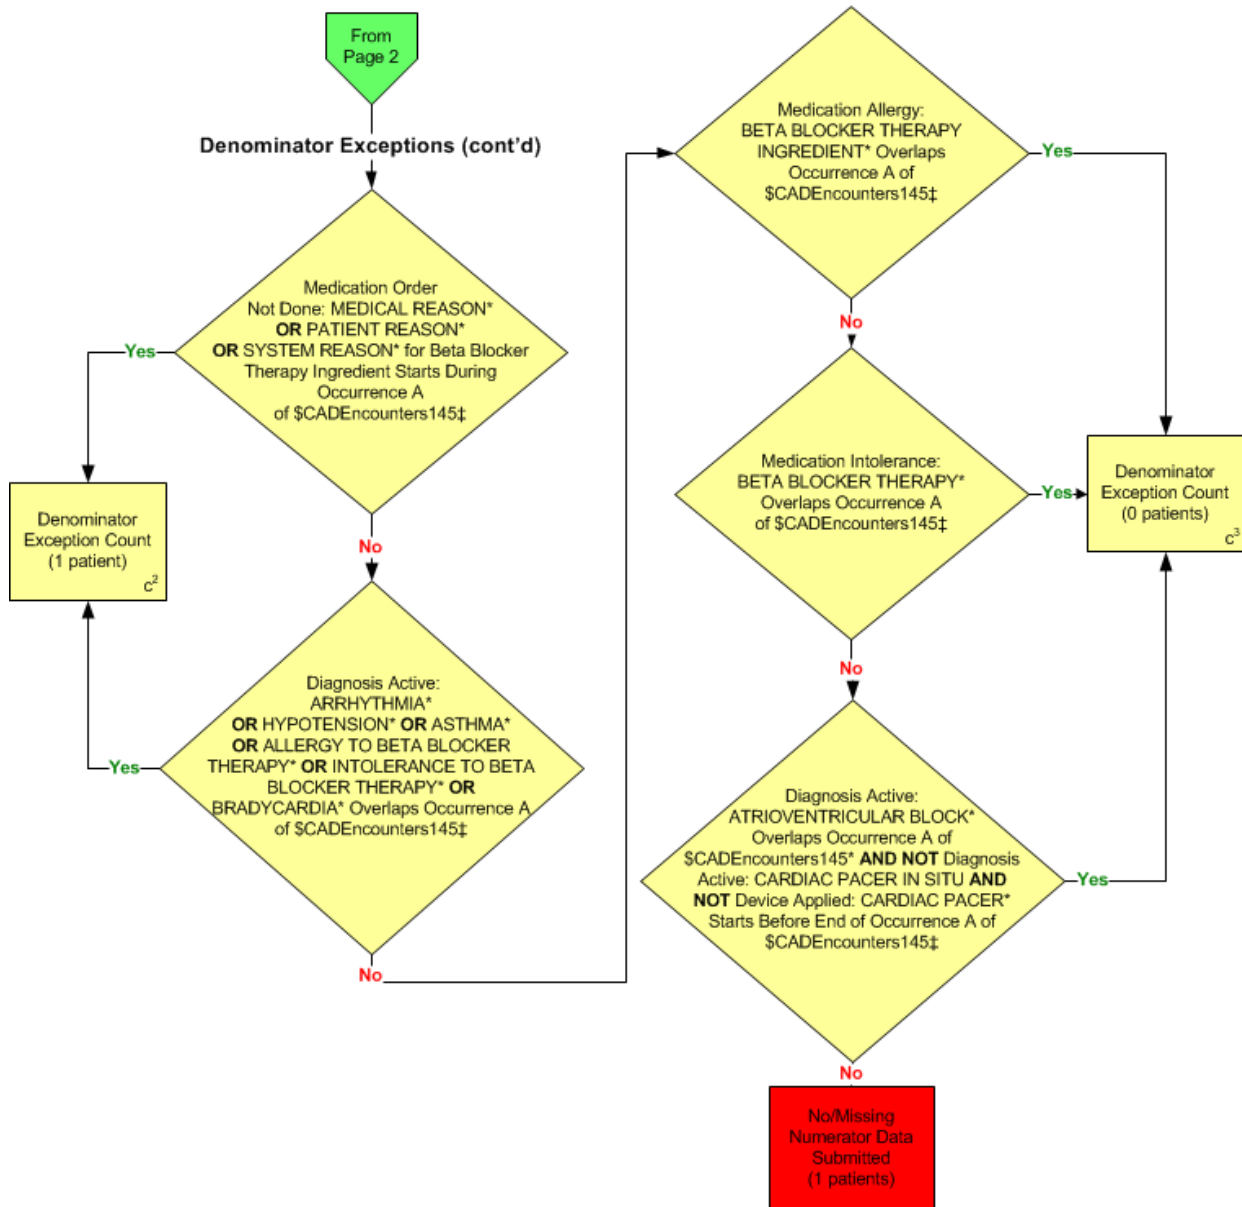 From
Page 2
Denominator Exceptions (cont'd)
Medication Order
Not Done: MEDICAL REASON*
OR PATIENT REASON*
OR SYSTEM REASON* for Beta Blocker
Therapy Ingredient Starts During
Occurrence A
of $CADEncounters145‡
Yes
No
Denominator
Exception Count
(1 patient)
c²
Diagnosis Active:
ARRHYTHMIA*
OR HYPOTENSION* OR ASTHMA*
OR ALLERGY TO BETA BLOCKER
THERAPY* OR INTOLERANCE TO BETA
BLOCKER THERAPY* OR
BRADYCARDIA* Overlaps Occurrence A
of $CADEncounters145‡
Yes
No
Medication Allergy:
BETA BLOCKER THERAPY
INGREDIENT* Overlaps
Occurrence A of
$CADEncounters145‡
Yes
No
Medication Intolerance:
BETA BLOCKER THERAPY*
Overlaps Occurrence A
of $CADEncounters145‡
Yes
No
Denominator
Exception Count
(0 patients)
c³
Diagnosis Active:
ATRIOVENTRICULAR BLOCK*
Overlaps Occurrence A of
$CADEncounters145* AND NOT Diagnosis
Active: CARDIAC PACER IN SITU AND
NOT Device Applied: CARDIAC PACER*
Starts Before End of Occurrence A of
$CADEncounters145‡
Yes
No
No/Missing
Numerator Data
Submitted
(1 patients)